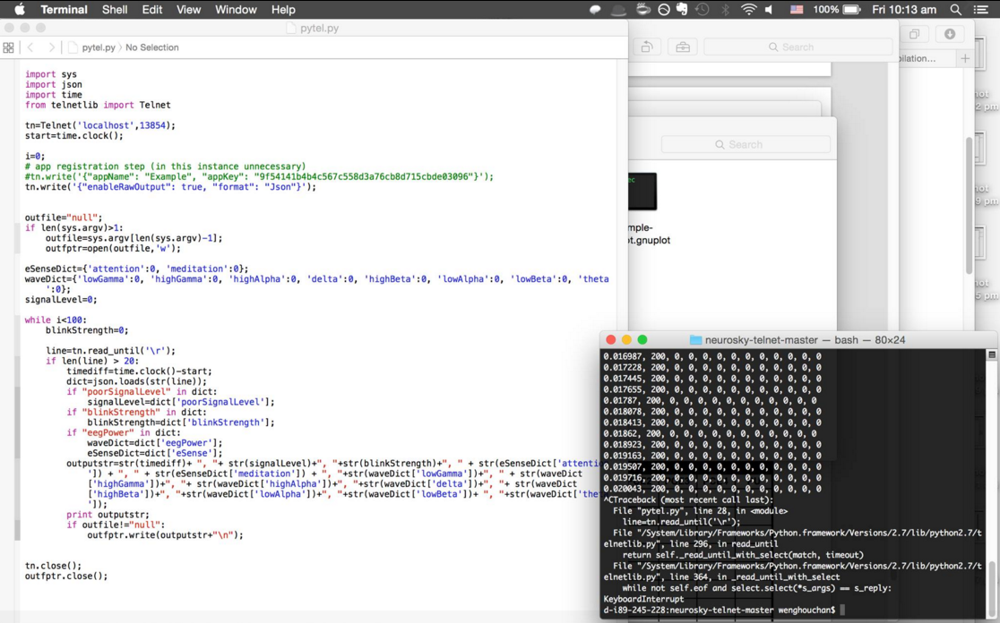 Terminal Shell Edit View Window Help 100% Fri 10:13 am
pytel.py
pytel.py No Selection
Search
import sys
import json
import time
from telnetlib import Telnet
tn=Telnet('localhost',13854);
start=time.clock();
i=0;
# app registration step (in this instance unnecessary)
#tn.write('{"appName": "Example", "appKey": "9f54141b4b4c567c558d3a76cb8d715cbde03096"}');
tn.write('{"enableRawOutput": true, "format": "Json"}');
outfile="null";
if len(sys.argv)>1:
outfile=sys.argv[len(sys.argv)-1];
outfptr=open(outfile,'w');
eSenseDict={'attention':0, 'meditation':0};
waveDict={'lowGamma':0, 'highGamma':0, 'highAlpha':0, 'delta':0, 'highBeta':0, 'lowAlpha':0, 'lowBeta':0, 'theta
':0};
signalLevel=0;
while i<100:
blinkStrength=0;
line=tn.read_until('\r');
if len(line) > 20:
timediff=time.clock()-start;
dict=json.loads(str(line));
if "poorSignalLevel" in dict:
signalLevel=dict['poorSignalLevel'];
if "blinkStrength" in dict:
blinkStrength=dict['blinkStrength'];
if "eegPower" in dict:
waveDict=dict['eegPower'];
eSenseDict=dict['eSense'];
outputstr=str(timediff)+ ", "+ str(signalLevel)+", "+str(blinkStrength)+", " + str(eSenseDict['attenti
']) + ", " + str(eSenseDict['meditation']) + ", "+str(waveDict['lowGamma'])+", " + str(waveDict
['highGamma'])+", "+ str(waveDict['highAlpha'])+", "+str(waveDict['delta'])+", "+ str(waveDict
['highBeta'])+", "+str(waveDict['lowAlpha'])+", "+str(waveDict['lowBeta'])+ ", "+str(waveDict['the
']);
print outputstr;
if outfile!="null":
outfptr.write(outputstr+"\n");
tn.close();
outfptr.close();
pilation...
Search
ec
mple-
ot.gnuplot
not
2 pm
not
9 pm
not
5 pm
neurosky-telnet-master — bash — 80×24
0.016987, 200, 0, 0, 0, 0, 0, 0, 0, 0, 0, 0, 0
0.017228, 200, 0, 0, 0, 0, 0, 0, 0, 0, 0, 0, 0
0.017445, 200, 0, 0, 0, 0, 0, 0, 0, 0, 0, 0, 0
0.017655, 200, 0, 0, 0, 0, 0, 0, 0, 0, 0, 0, 0
0.01787, 200, 0, 0, 0, 0, 0, 0, 0, 0, 0, 0, 0
0.018078, 200, 0, 0, 0, 0, 0, 0, 0, 0, 0, 0, 0
0.018413, 200, 0, 0, 0, 0, 0, 0, 0, 0, 0, 0, 0
0.01862, 200, 0, 0, 0, 0, 0, 0, 0, 0, 0, 0, 0
0.018923, 200, 0, 0, 0, 0, 0, 0, 0, 0, 0, 0, 0
0.019163, 200, 0, 0, 0, 0, 0, 0, 0, 0, 0, 0, 0
0.019507, 200, 0, 0, 0, 0, 0, 0, 0, 0, 0, 0, 0
0.019716, 200, 0, 0, 0, 0, 0, 0, 0, 0, 0, 0, 0
0.020043, 200, 0, 0, 0, 0, 0, 0, 0, 0, 0, 0, 0
^CTraceback (most recent call last):
File "pytel.py", line 28, in <module>
line=tn.read_until('\r');
File "/System/Library/Frameworks/Python.framework/Versions/2.7/lib/python2.7/t
elnetlib.py", line 296, in read_until
return self._read_until_with_select(match, timeout)
File "/System/Library/Frameworks/Python.framework/Versions/2.7/lib/python2.7/t
elnetlib.py", line 364, in _read_until_with_select
while not self.eof and select.select(*s_args) == s_reply:
KeyboardInterrupt
d-i89-245-228:neurosky-telnet-master wenghouchan$